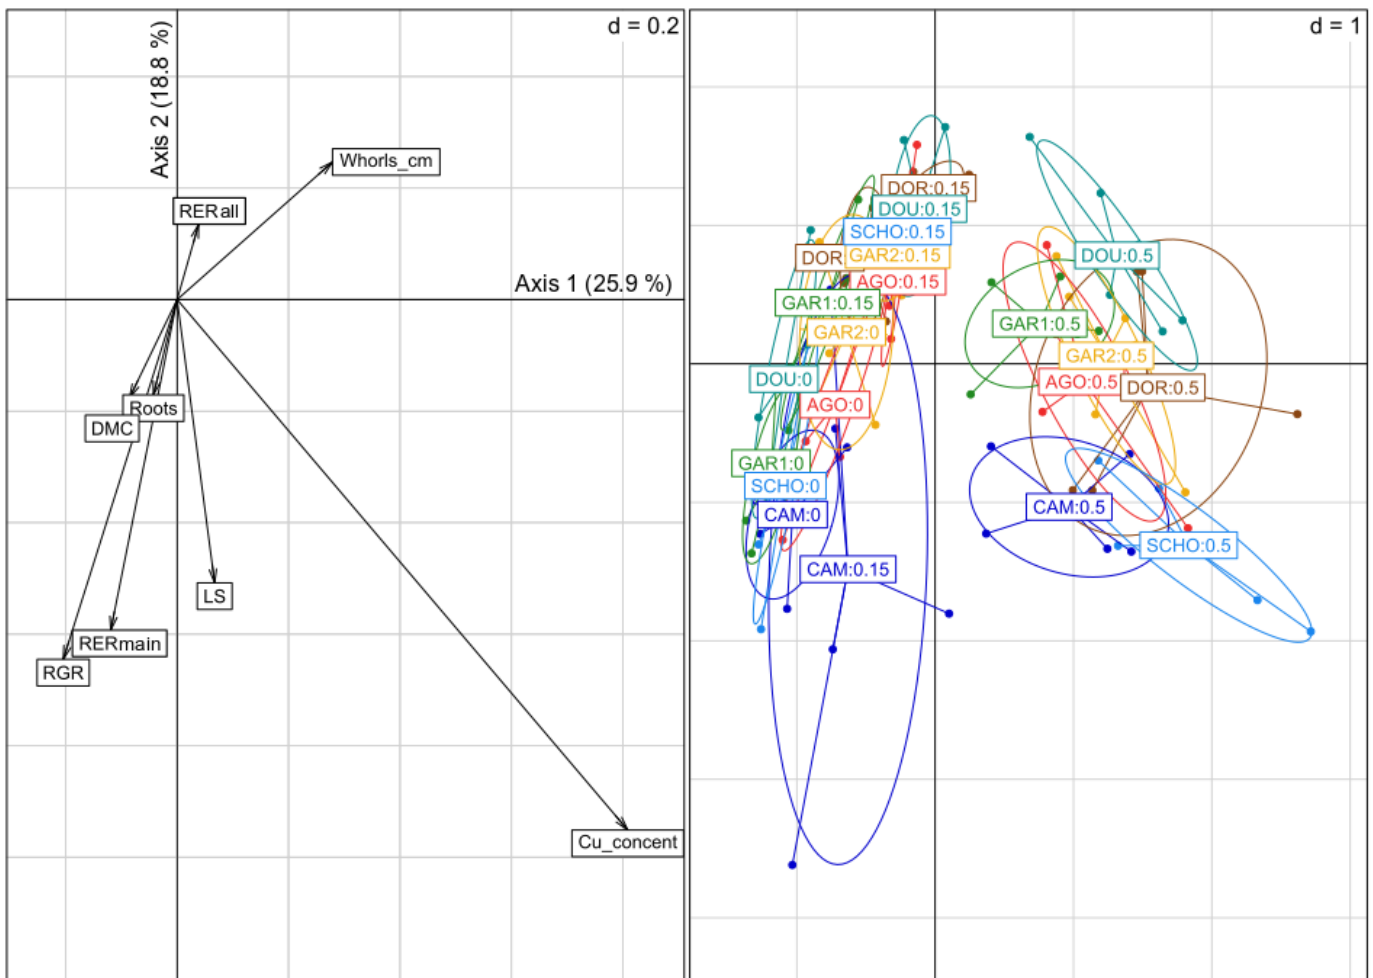 d = 0.2
Axis 2 (18.8 %)
Whorls_cm
RERall
Axis 1 (25.9 %)
Roots
DMC
LS
RERmain
RGR
Cu_concent
d = 1
DOR:0.15
DOU:0.15
SCHO:0.15
DOR
GAR2:0.15
AGO:0.15
GAR1:0.15
GAR2:0
DOU:0
AGO:0
GAR1:0
SCHO:0
CAM:0
CAM:0.15
DOU:0.5
GAR1:0.5
GAR2:0.5
AGO:0.5
DOR:0.5
CAM:0.5
SCHO:0.5